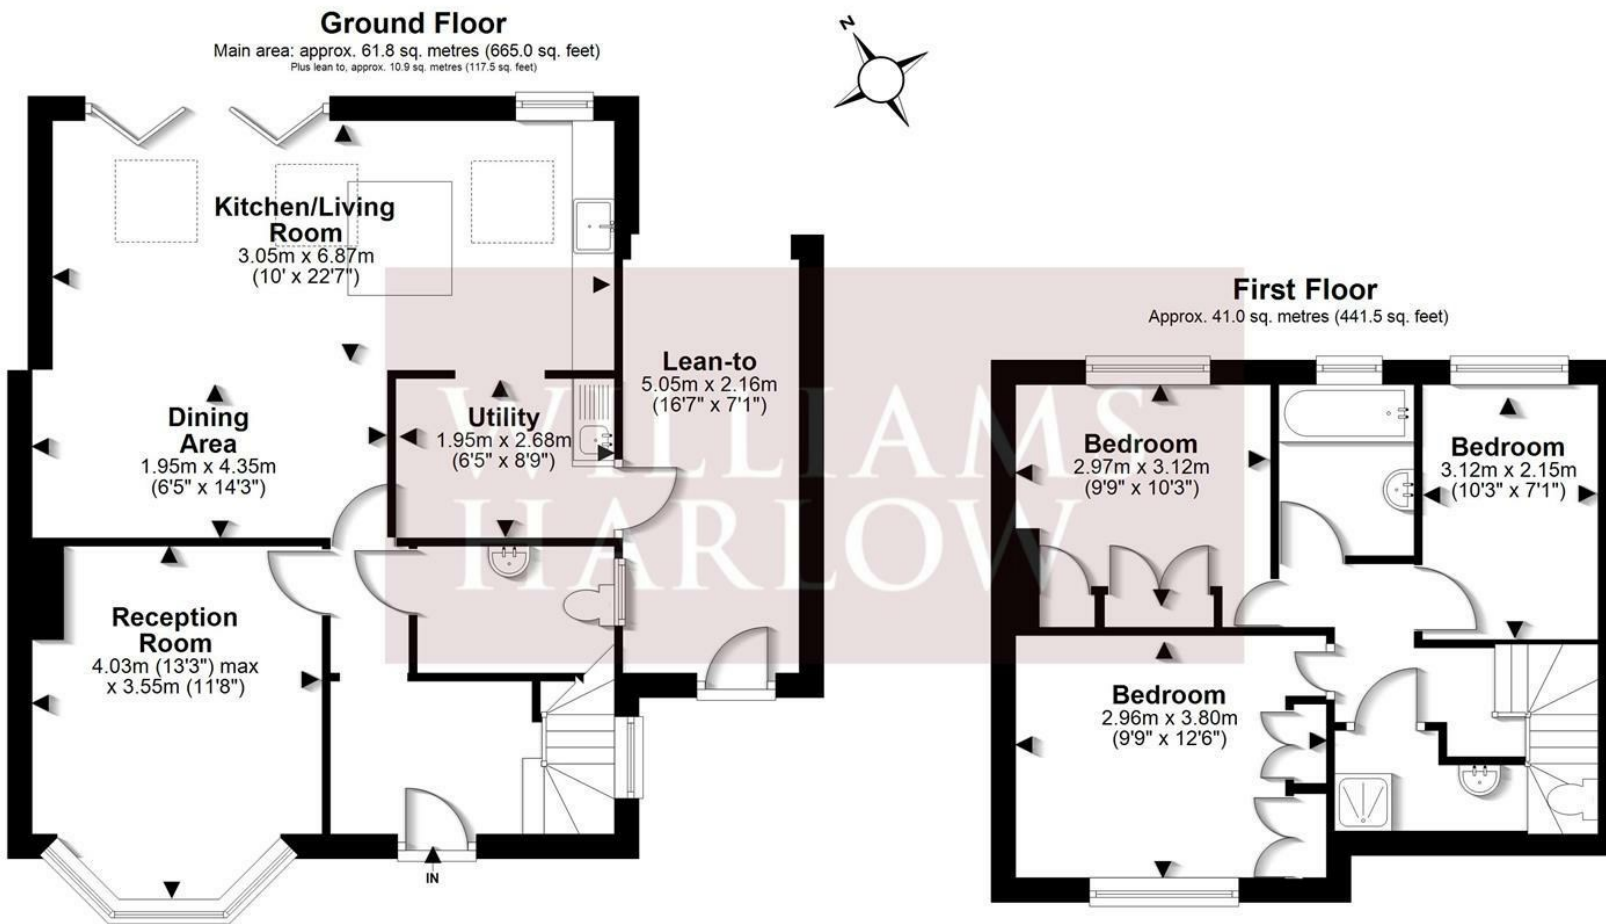 Ground Floor
Main area: approx. 61.8 sq. metres (665.0 sq. feet)
Plus lean to, approx. 10.9 sq. metres (117.5 sq. feet)
N
Kitchen/Living
Room
3.05m x 6.87m
(10' x 22'7")
First Floor
Approx. 41.0 sq. metres (441.5 sq. feet)
Lean-to
5.05m x 2.16m
(16'7" x 7'1")
Dining
Area
1.95m x 4.35m
(6'5" x 14'3")
Utility
1.95m x 2.68m
(6'5" x 8'9")
WILLIAMS
HARLOW
Bedroom
2.97m x 3.12m
(9'9" x 10'3")
Bedroom
3.12m x 2.15m
(10'3" x 7'1")
Reception
Room
4.03m (13'3") max
x 3.55m (11'8")
Bedroom
2.96m x 3.80m
(9'9" x 12'6")
IN